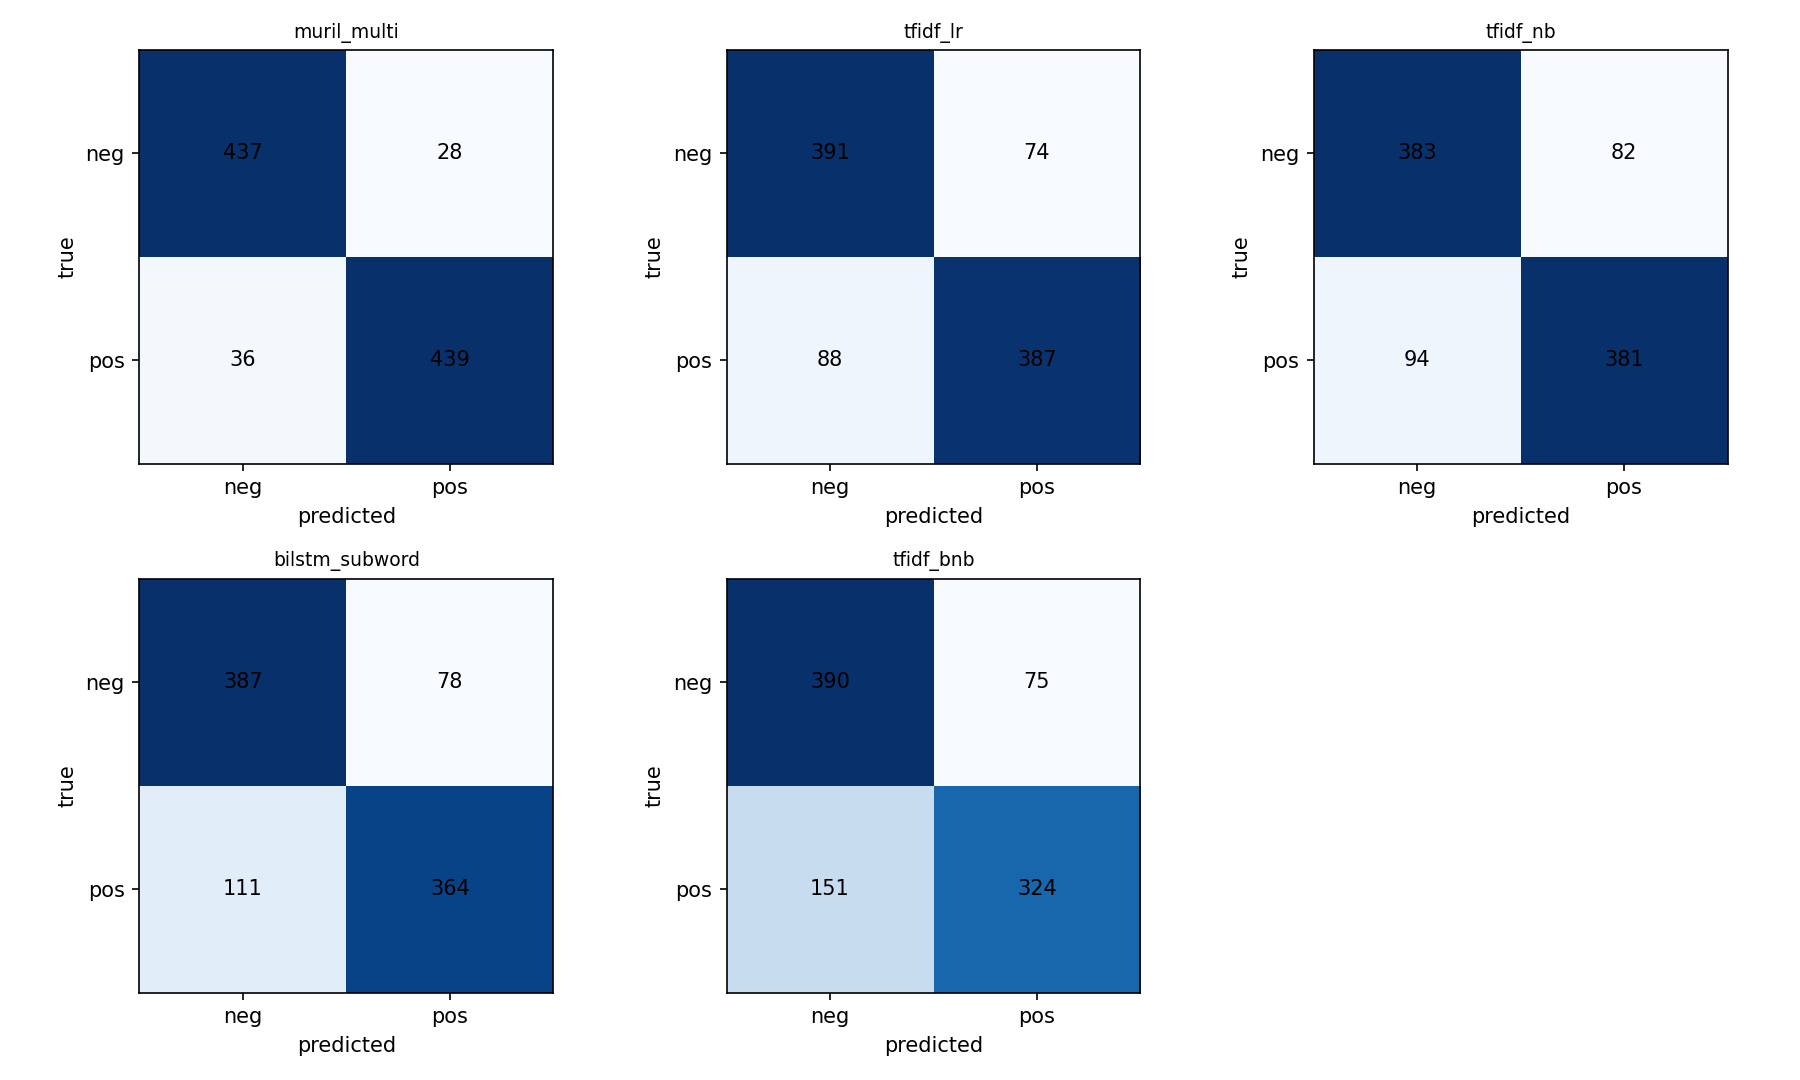 muril_multi
neg 437 28
true
pos 36 439
neg pos
predicted
tfidf_lr
neg 391 74
true
pos 88 387
neg pos
predicted
tfidf_nb
neg 383 82
true
pos 94 381
neg pos
predicted
bilstm_subword
neg 387 78
true
pos 111 364
neg pos
predicted
tfidf_bnb
neg 390 75
true
pos 151 324
neg pos
predicted